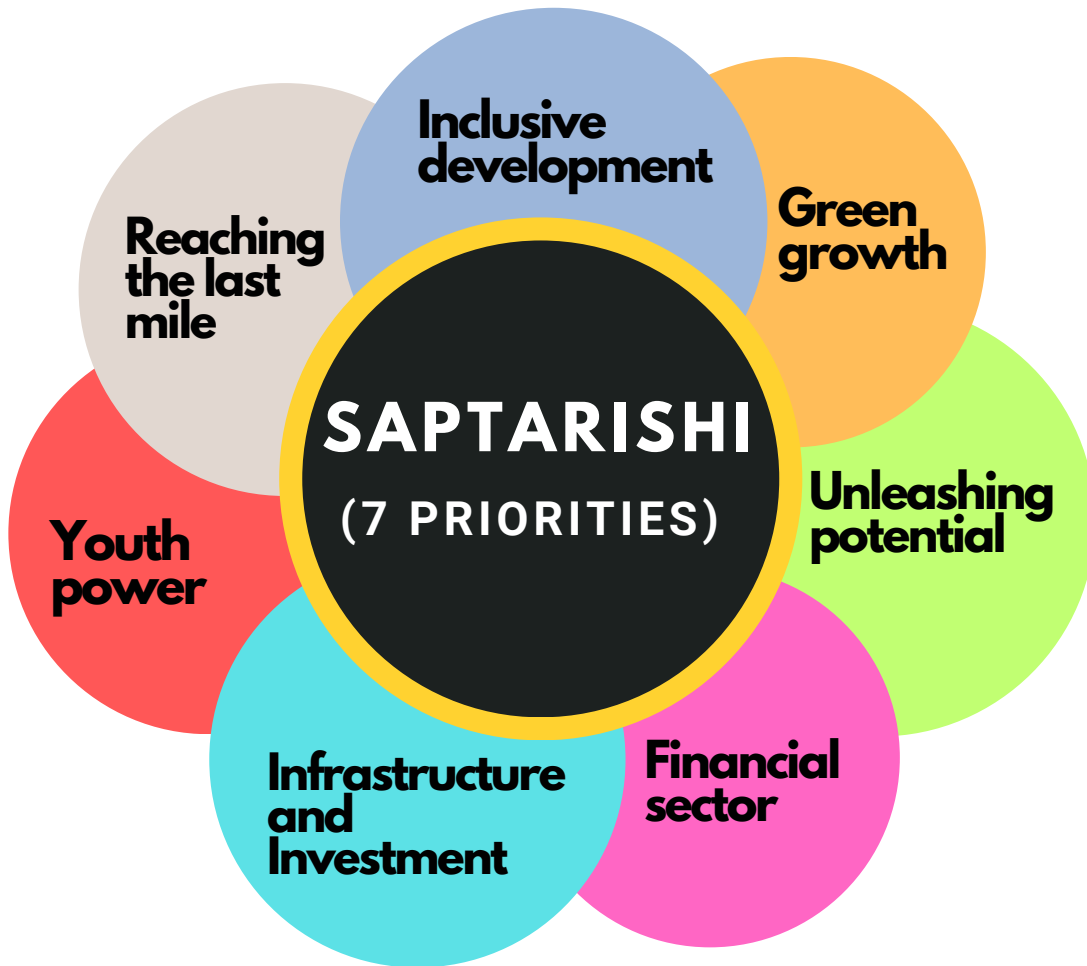 Inclusive
development
Green
growth
Reaching
the last
mile
SAPTARISHI
(7 PRIORITIES)
Unleashing
potential
Youth
power
Infrastructure
and
Investment
Financial
sector